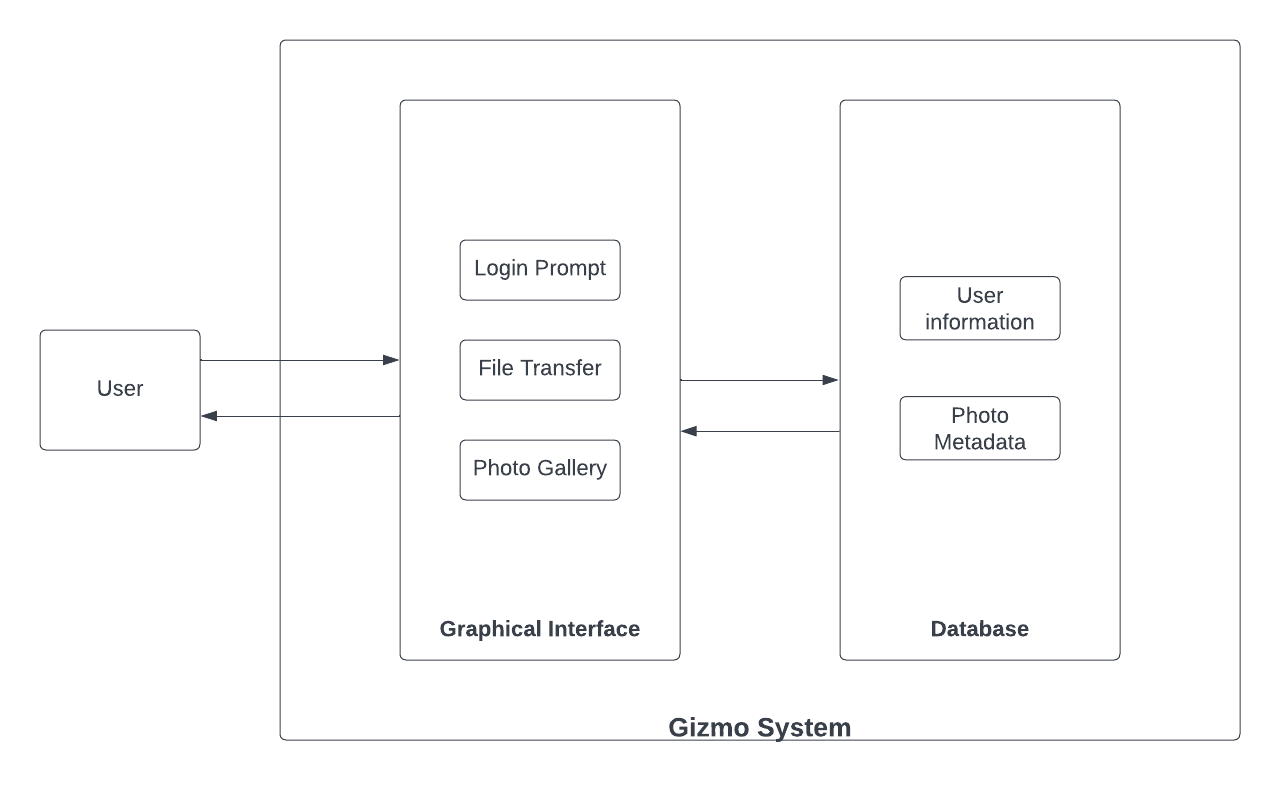 User
Login Prompt
File Transfer
Photo Gallery
Graphical Interface
User
information
Photo
Metadata
Database
Gizmo System